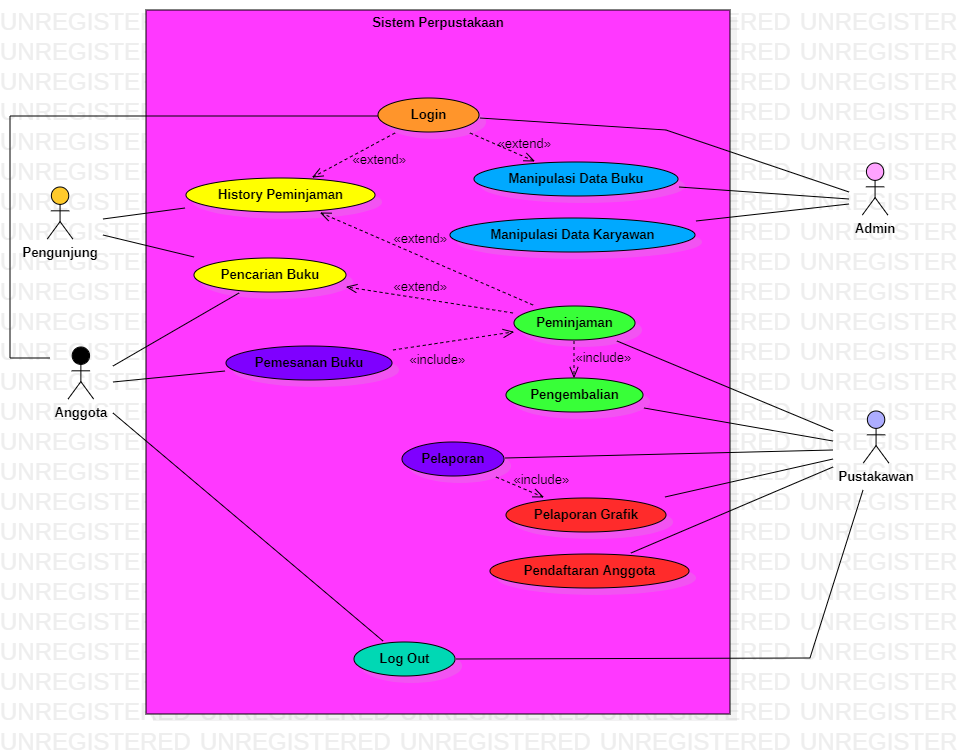 Sistem Perpustakaan
Login
«extend»
«extend»
Manipulasi Data Buku
History Peminjaman
Pengunjung
Admin
Manipulasi Data Karyawan
«extend»
Pencarian Buku
«extend»
Peminjaman
Pemesanan Buku
«include»
«include»
Anggota
Pengembalian
Pelaporan
Pustakawan
«include»
Pelaporan Grafik
Pendaftaran Anggota
Log Out
UNREGISTERED UNREGISTERED UNREGISTERED UNREGISTERED UNREGISTERED